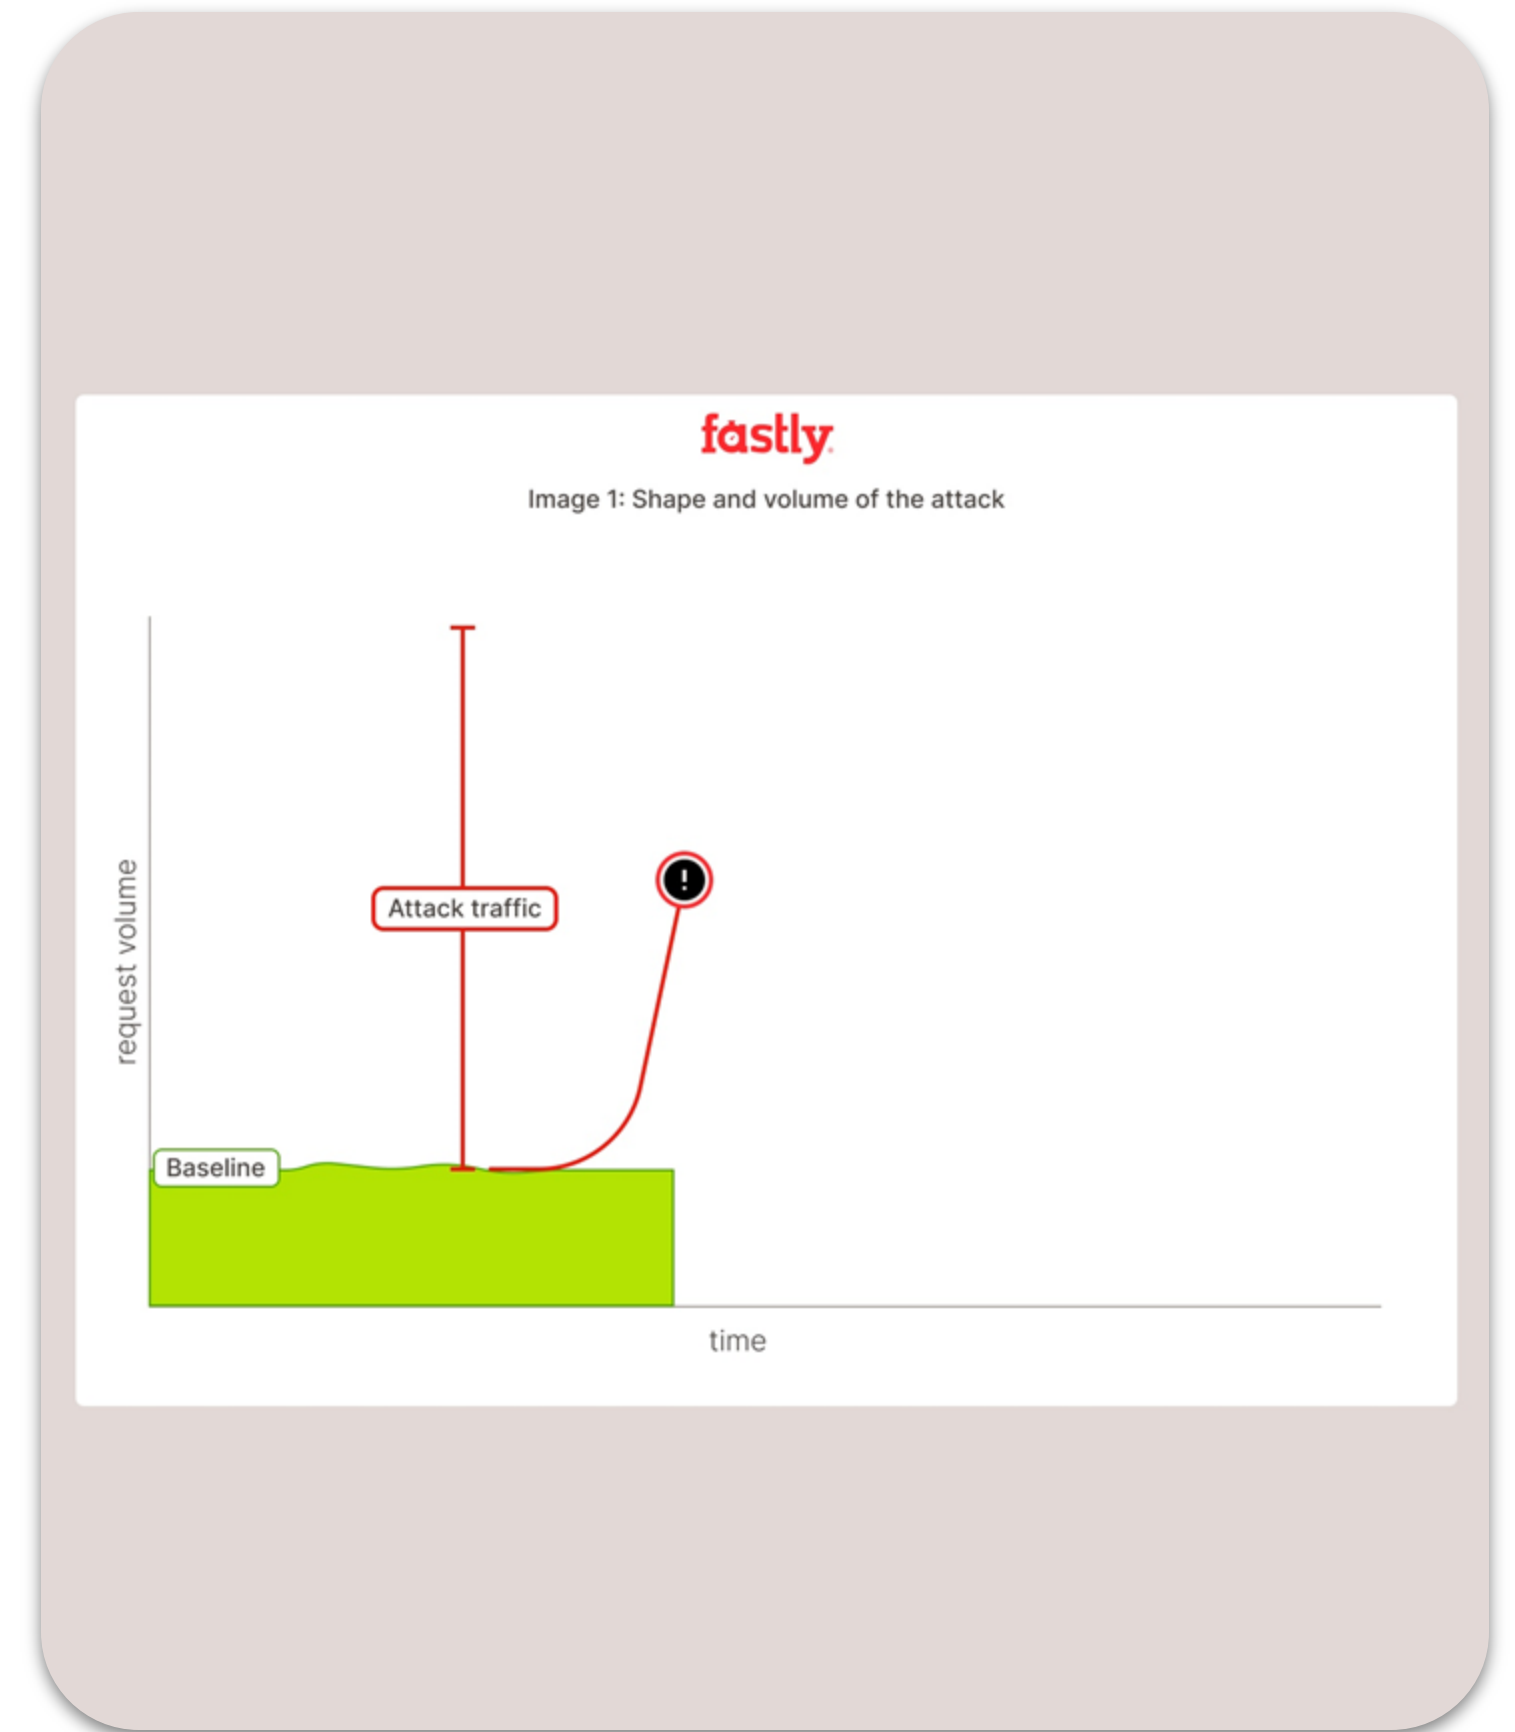 fastly
Image 1: Shape and volume of the attack
request volume
Attack traffic
!
Baseline
time